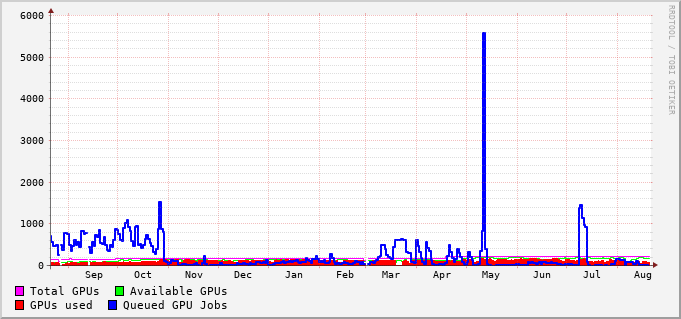 6000
5000
4000
3000
2000
1000
0
Sep Oct Nov Dec Jan Feb Mar Apr May Jun Jul Aug
Total GPUs Available GPUs
GPUs used Queued GPU Jobs
RRDTOOL / TOBI OETIKER